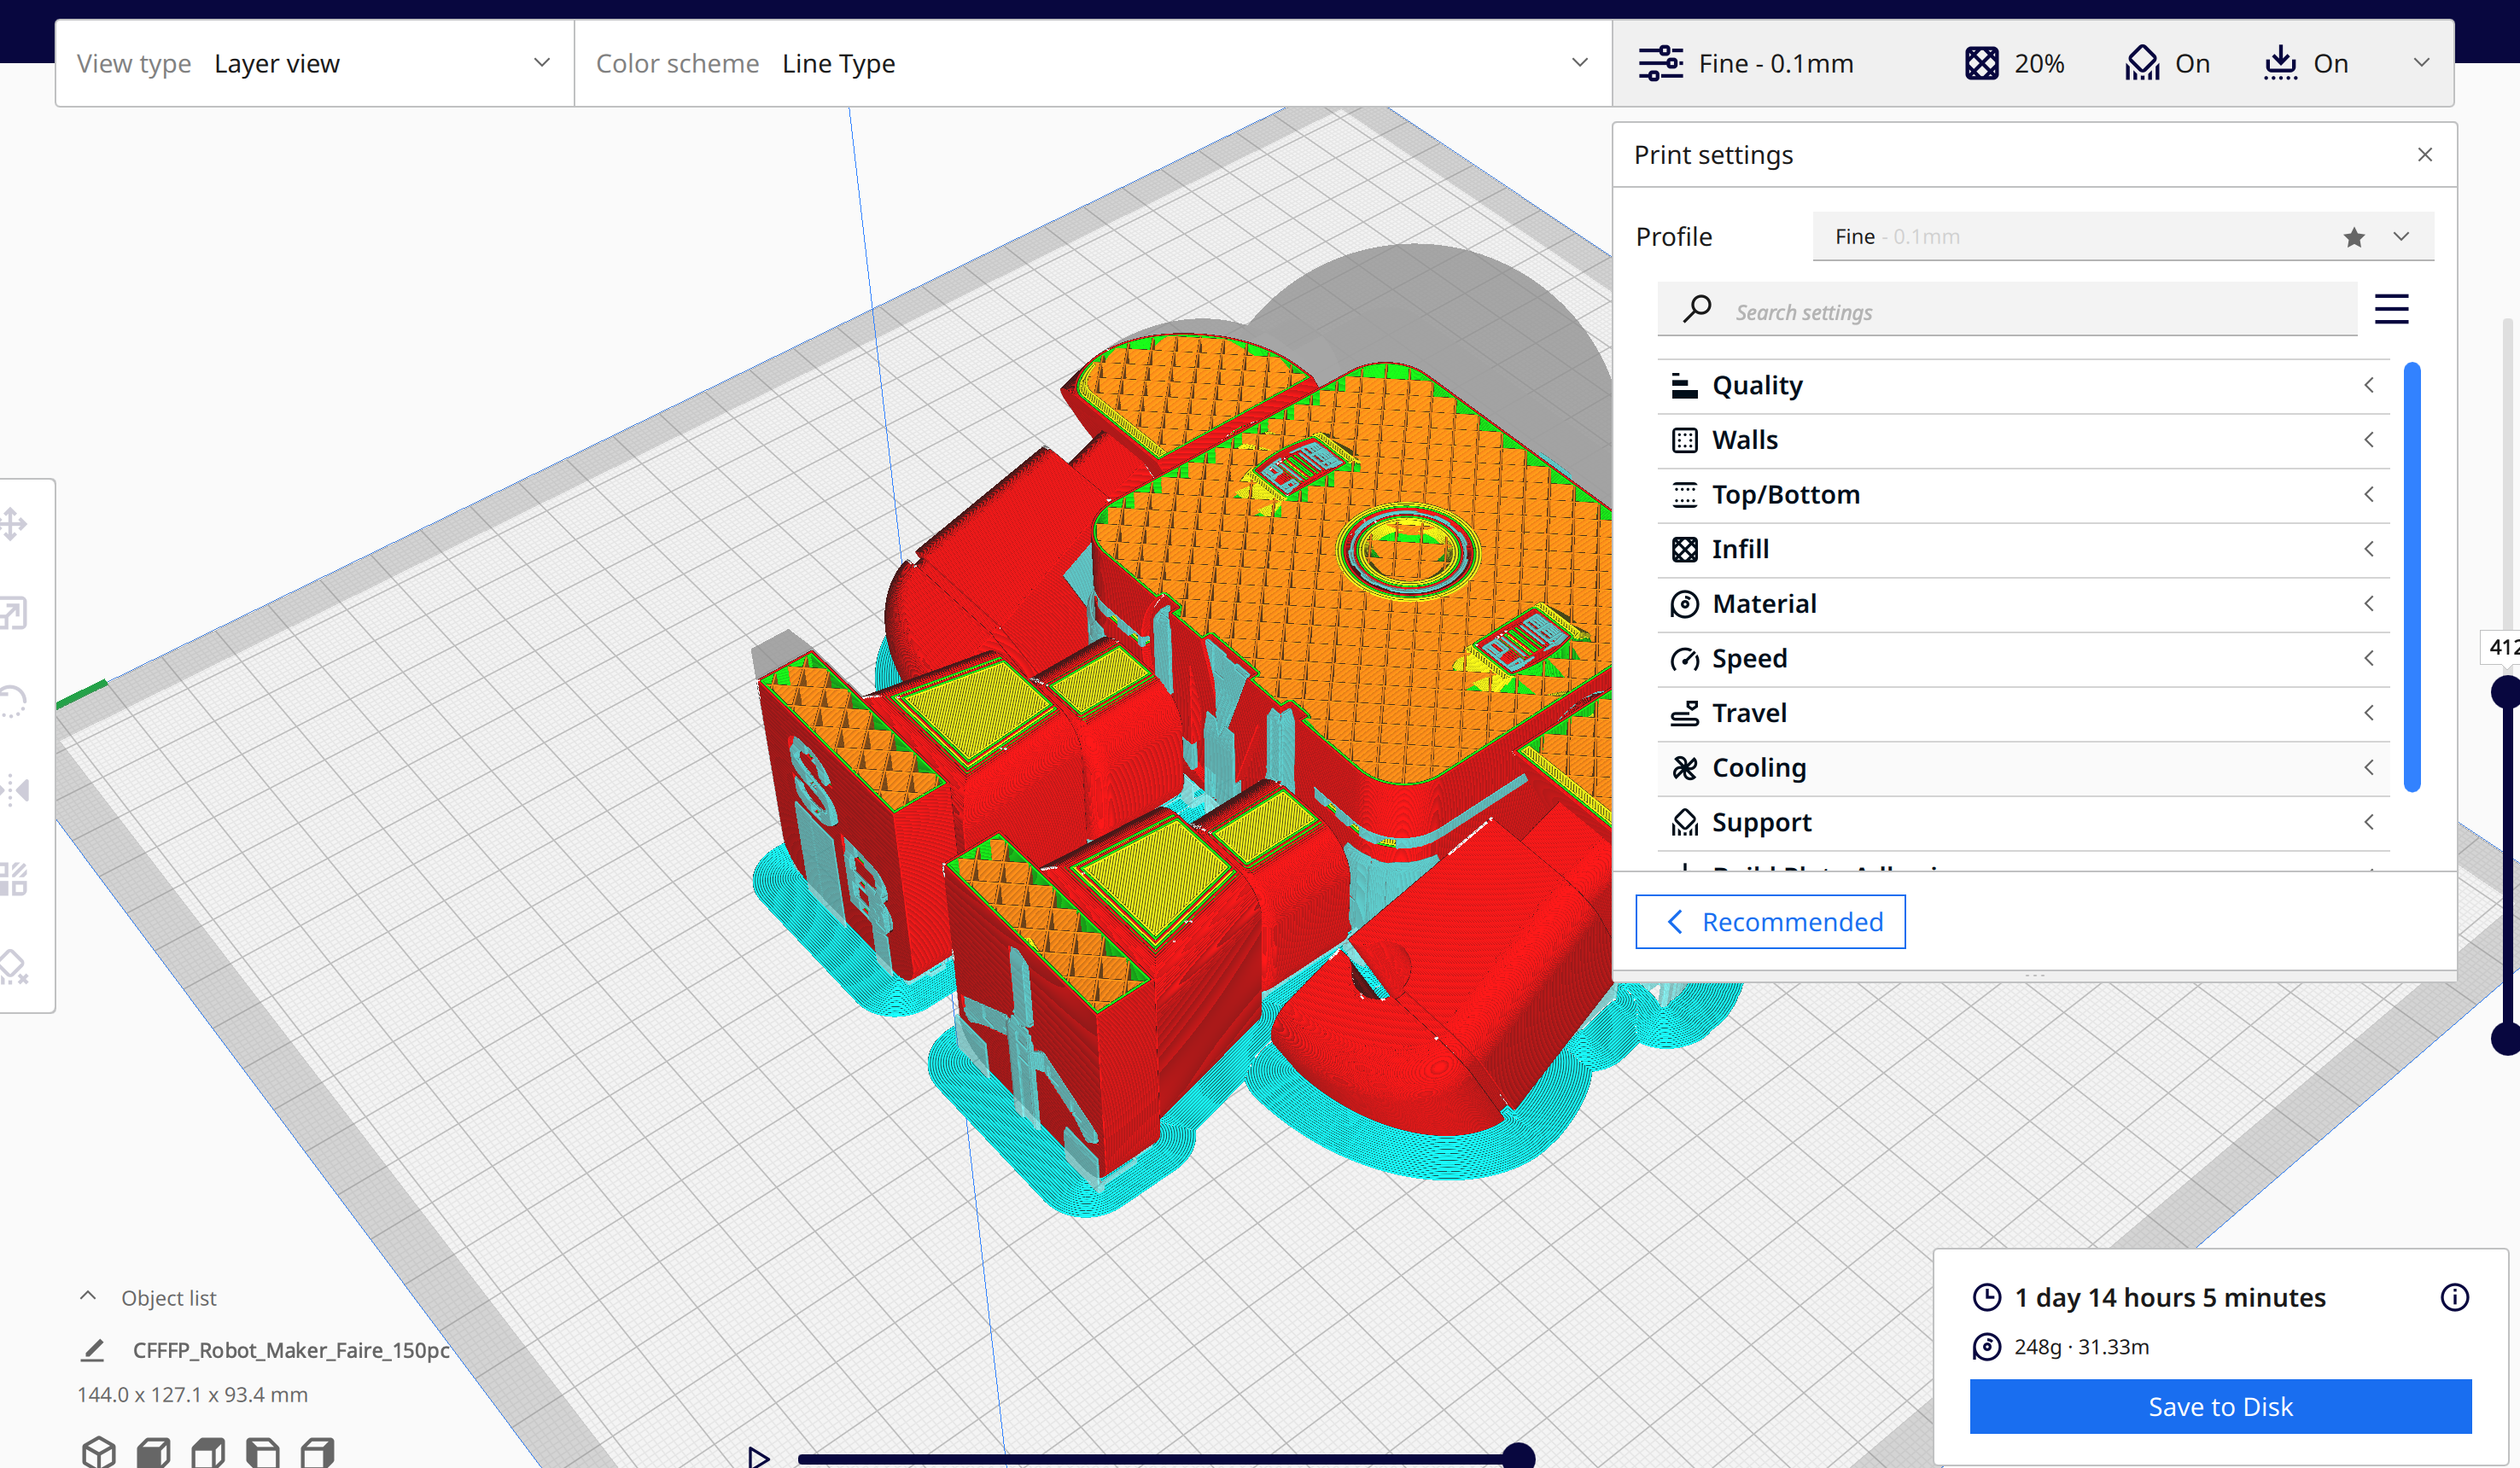 View type Layer view
Color scheme Line Type
Fine - 0.1mm 20% On On
Print settings
Profile Fine - 0.1mm
Search settings
Quality
Walls
Top/Bottom
Infill
Material
Speed
Travel
Cooling
Support
412
Recommended
Object list
CFFFP_Robot_Maker_Faire_150pc
144.0 x 127.1 x 93.4 mm
1 day 14 hours 5 minutes
248g · 31.33m
Save to Disk